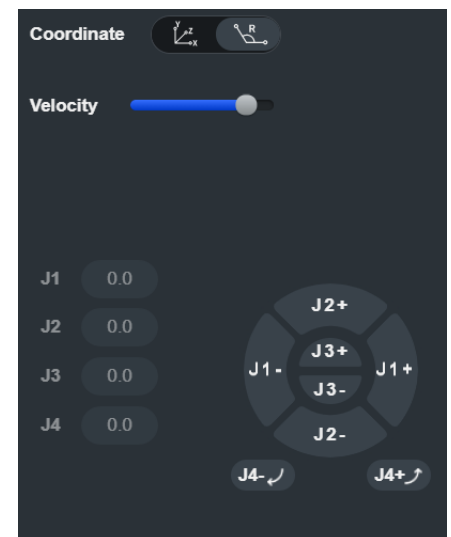 Coordinate
Y Z X R
Velocity
J1 0.0
J2 0.0
J3 0.0
J4 0.0
J2+
J3+
J1- J1+
J3-
J2-
J4- J4+